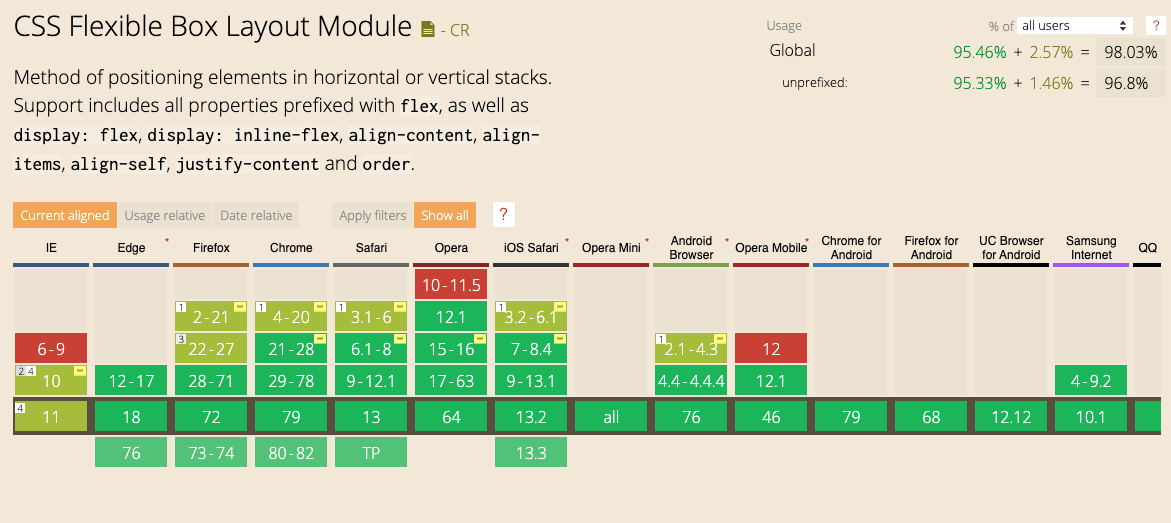 CSS Flexible Box Layout Module - CR
Usage % of all users ?
Global 95.46% + 2.57% = 98.03%
unprefixed: 95.33% + 1.46% = 96.8%
Method of positioning elements in horizontal or vertical stacks.
Support includes all properties prefixed with flex, as well as
display: flex, display: inline-flex, align-content, align-
items, align-self, justify-content and order.
Current aligned Usage relative Date relative Apply filters Show all ?
IE Edge * Firefox Chrome Safari Opera iOS Safari * Opera Mini * Android Browser * Opera Mobile * Chrome for Android Firefox for Android UC Browser for Android Samsung Internet QQ
10-11.5
1 2-21 1 4-20 1 3.1-6 12.1 1 3.2-6.1
6-9 3 22-27 21-28 6.1-8 15-16 7-8.4 1 2.1-4.3 12
2 4 10 12-17 28-71 29-78 9-12.1 17-63 9-13.1 4.4-4.4.4 12.1 4-9.2
4 11 18 72 79 13 64 13.2 all 76 46 79 68 12.12 10.1
76 73-74 80-82 TP 13.3